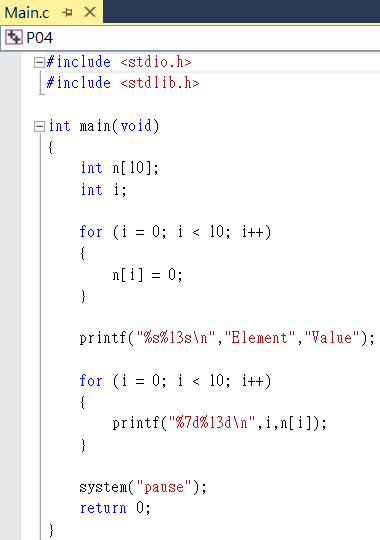 Main.c
P04
#include <stdio.h>
#include <stdlib.h>
int main(void)
{
int n[10];
int i;
for (i = 0; i < 10; i++)
{
n[i] = 0;
}
printf("%s%13s\n","Element","Value");
for (i = 0; i < 10; i++)
{
printf("%7d%13d\n",i,n[i]);
}
system("pause");
return 0;
}